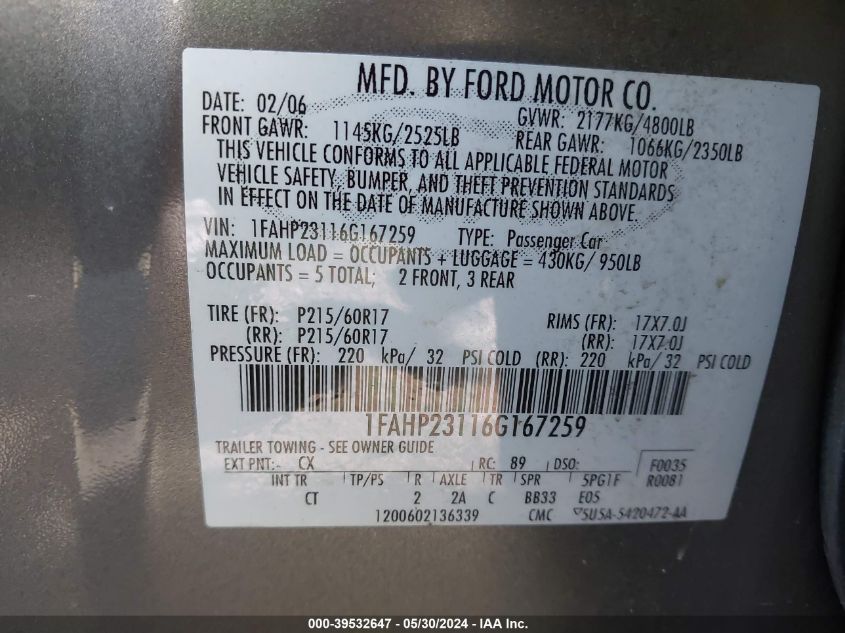 MFD. BY FORD MOTOR CO.
DATE: 02/06 GVWR: 2177KG/4800LB
FRONT GAWR: 1145KG/2525LB REAR GAWR: 1066KG/2350LB
THIS VEHICLE CONFORMS TO ALL APPLICABLE FEDERAL MOTOR
VEHICLE SAFETY, BUMPER, AND THEFT PREVENTION STANDARDS
IN EFFECT ON THE DATE OF MANUFACTURE SHOWN ABOVE.
VIN: 1FAHP23116G167259 TYPE: Passenger Car
MAXIMUM LOAD = OCCUPANTS + LUGGAGE = 430KG/ 950LB
OCCUPANTS = 5 TOTAL; 2 FRONT, 3 REAR
TIRE (FR): P215/60R17 RIMS (FR): 17X7.0J
(RR): P215/60R17 (RR): 17X7.0J
PRESSURE (FR): 220 kPa/ 32 PSI COLD (RR): 220 kPa/ 32 PSI COLD
1FAHP23116G167259
TRAILER TOWING - SEE OWNER GUIDE
EXT PNT: CX RC: 89 DSO: F0035
INT TR TP/PS R AXLE TR SPR 5PG1F R0081
CT 2 2A C BB33 E05
1200602136339 CMC 5U5A-5420472-AA
000-39532647 - 05/30/2024 - IAA Inc.